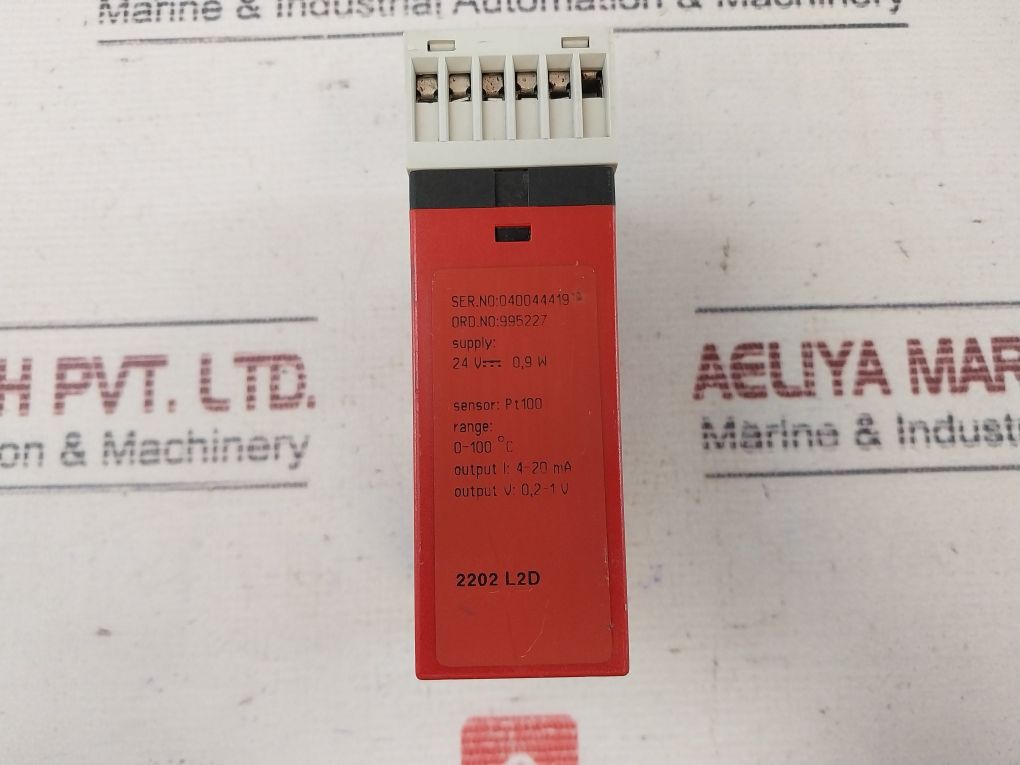 Marine & Industrial Automation & Machinery
SER.NO:040044419
ORD.NO:995227
supply:
24 V 0,9 W
sensor: Pt100
range:
0-100 °C
output I: 4-20 mA
output V: 0,2-1 V
2202 L2D
H PVT. LTD.
on & Machinery
AELIYA MAR
Marine & Indust